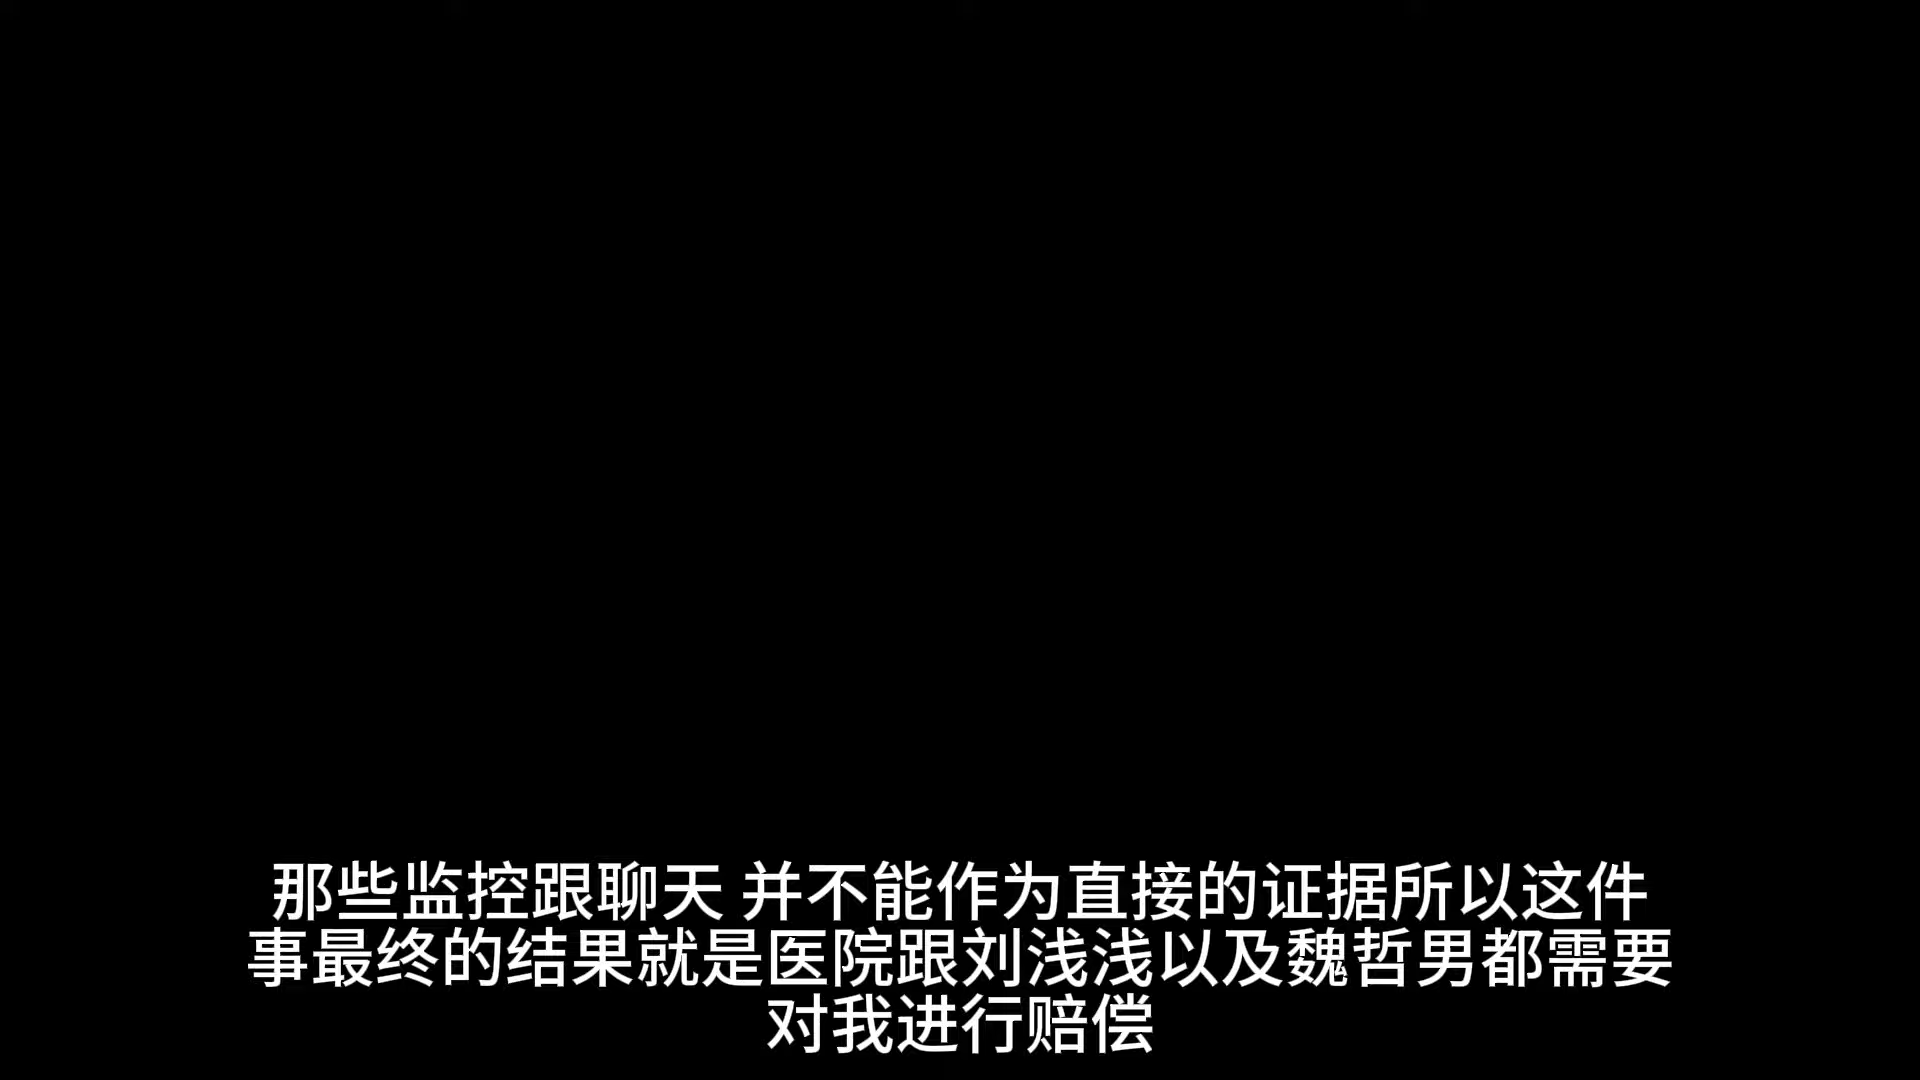 那些监控跟聊天 并不能作为直接的证据所以这件
事最终的结果就是医院跟刘浅浅以及魏哲男都需要
对我进行赔偿